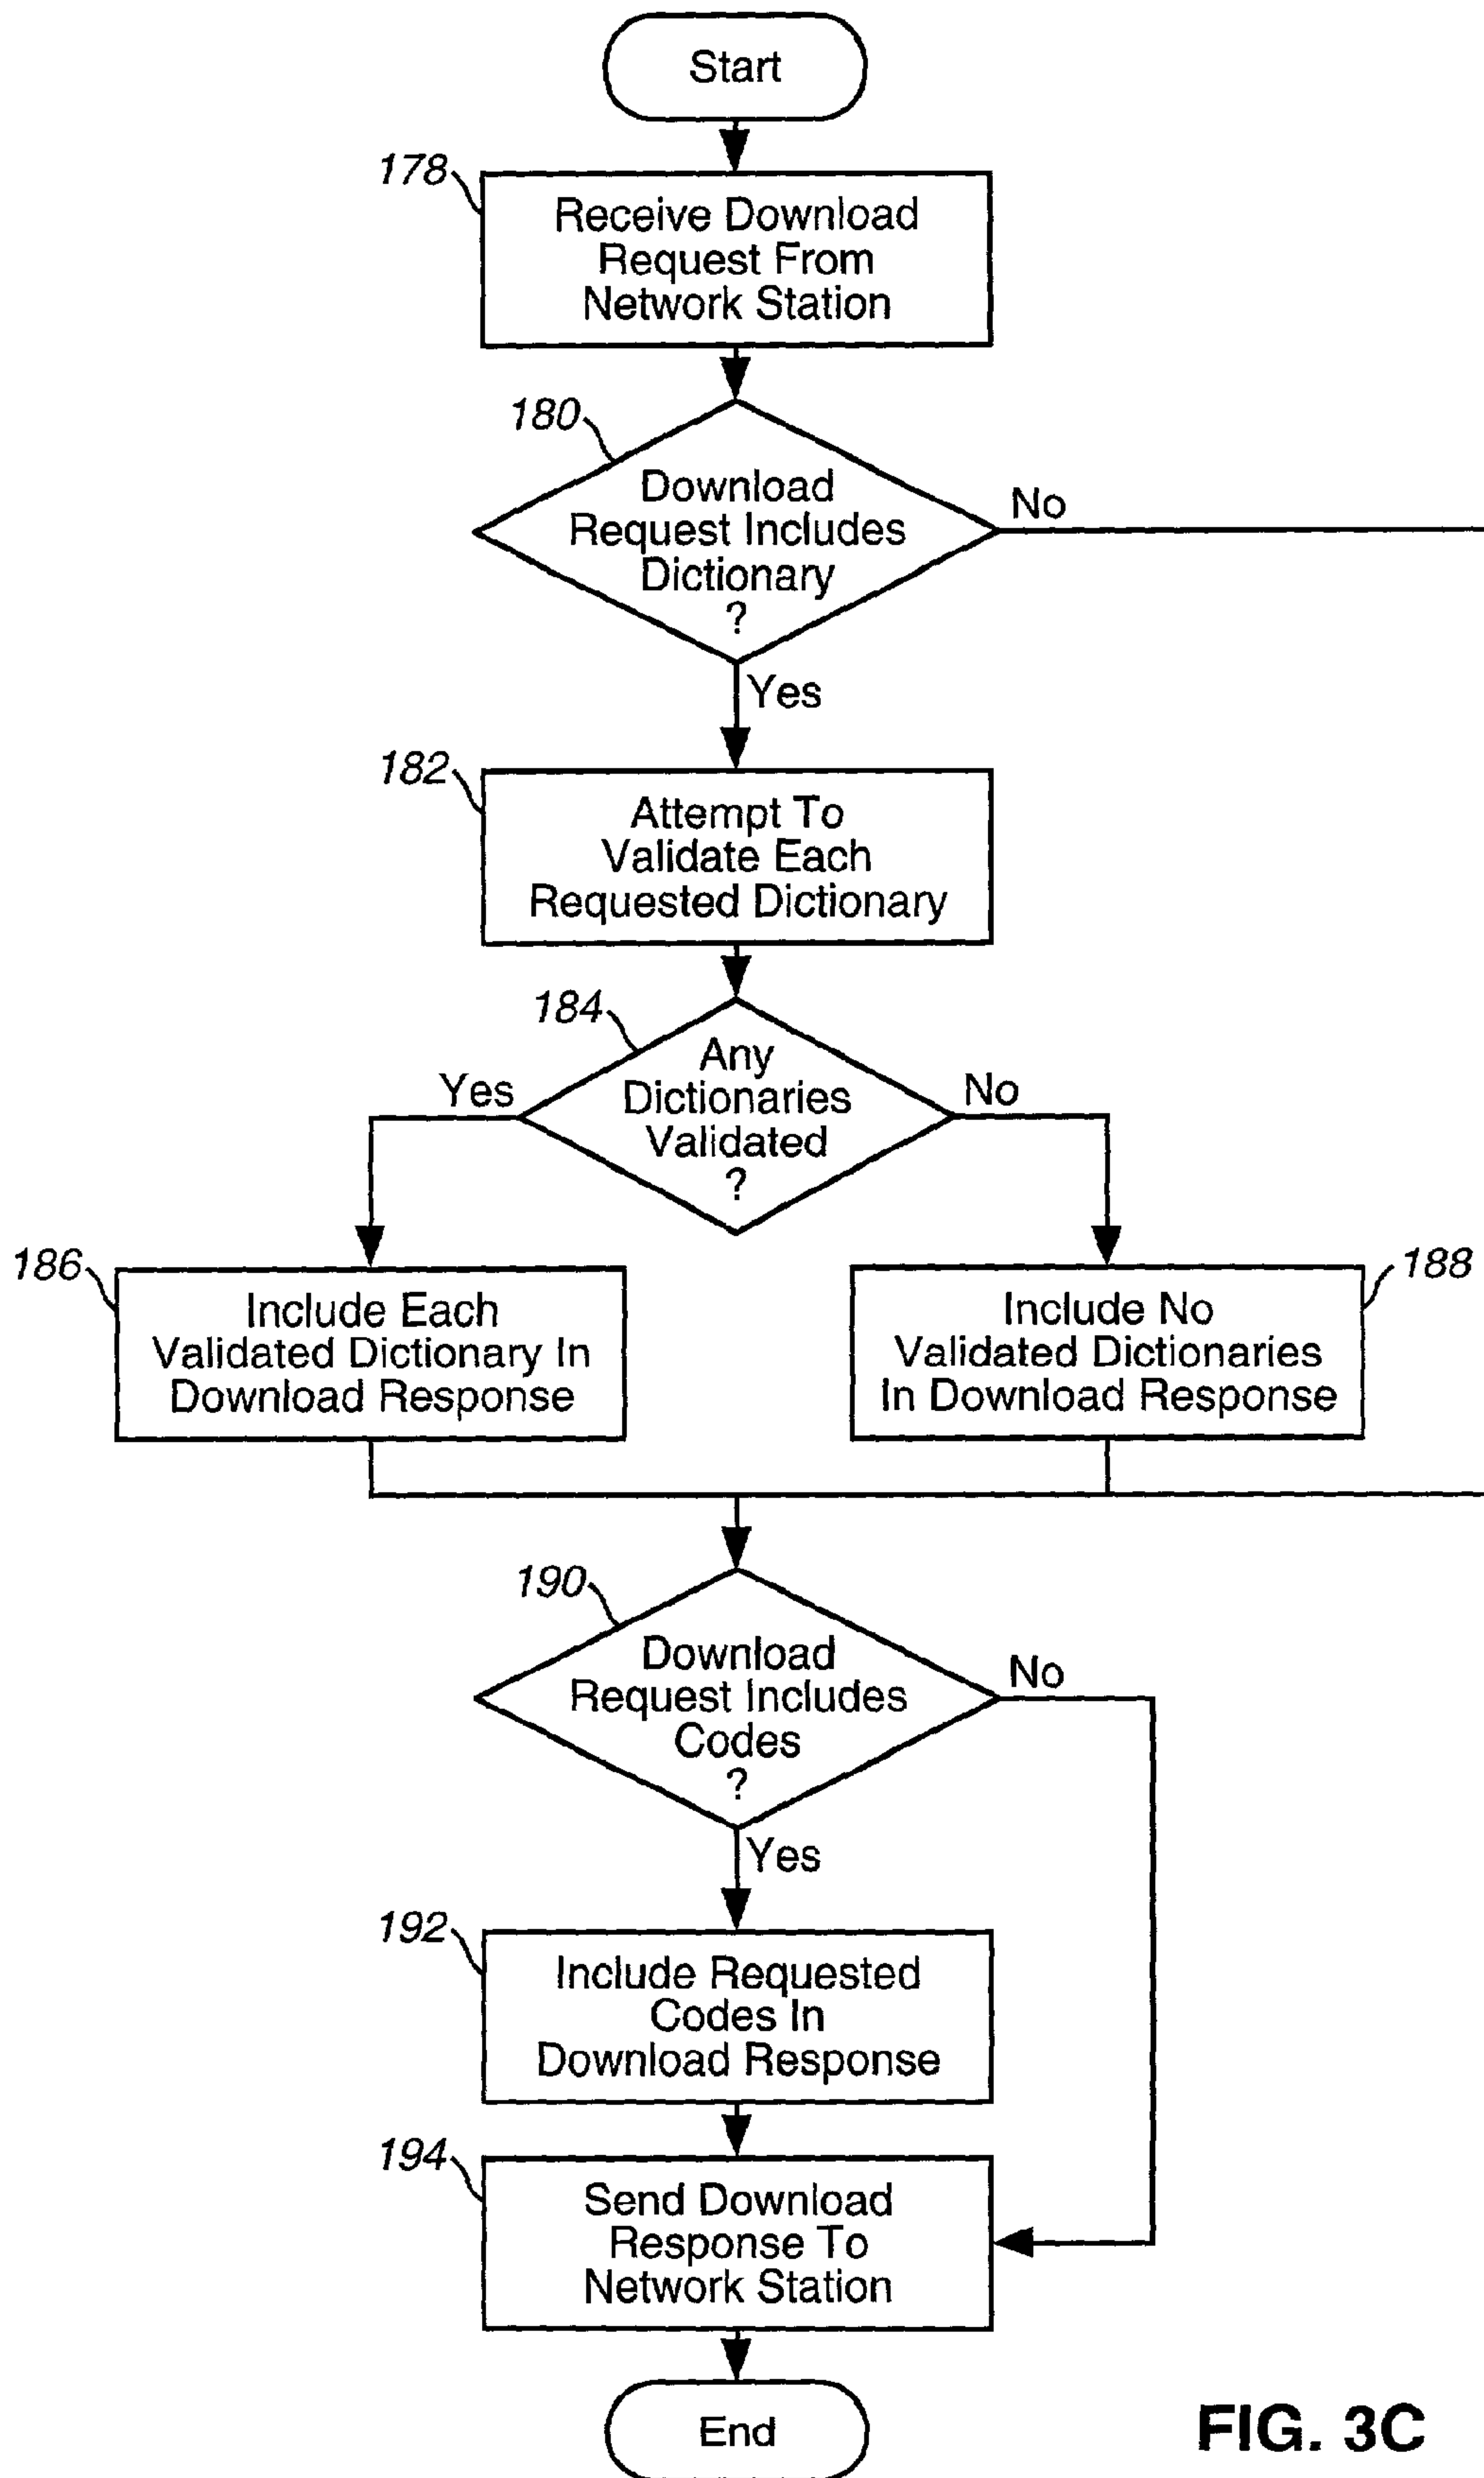 Start
178
Receive Download
Request From
Network Station
180
Download
Request Includes
Dictionary
?
No
Yes
182
Attempt To
Validate Each
Requested Dictionary
184
Any
Dictionaries
Validated
?
Yes
No
186
Include Each
Validated Dictionary In
Download Response
188
Include No
Validated Dictionaries
In Download Response
190
Download
Request Includes
Codes
?
No
Yes
192
Include Requested
Codes In
Download Response
194
Send Download
Response To
Network Station
End
FIG. 3C